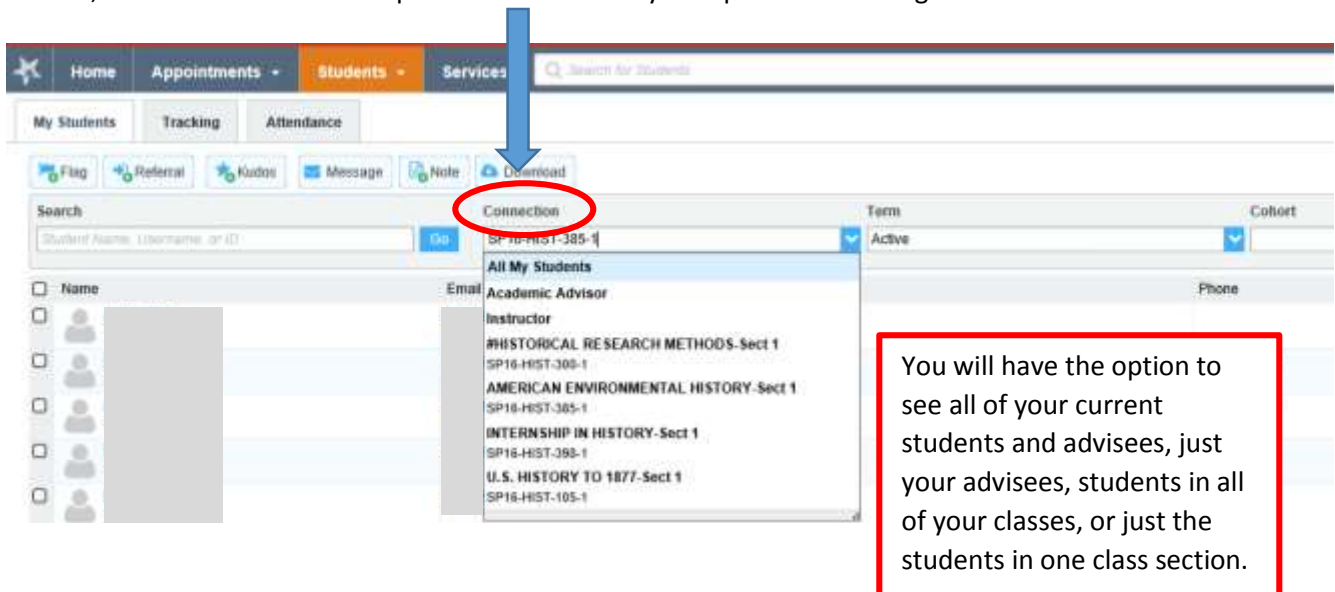 Home Appointments Students Services Search for Students
My Students Tracking Attendance
Flag Referral Kudos Message Note Download
Search Connection Term Cohort
Student Name, Username, or ID Go SP16-HIST-385-1 Active
All My Students
Name Email Academic Advisor Phone
Instructor
#HISTORICAL RESEARCH METHODS-Sect 1
SP16-HIST-300-1
AMERICAN ENVIRONMENTAL HISTORY-Sect 1
SP16-HIST-385-1
INTERNSHIP IN HISTORY-Sect 1
SP16-HIST-398-1
U.S. HISTORY TO 1877-Sect 1
SP16-HIST-105-1
You will have the option to
see all of your current
students and advisees, just
your advisees, students in all
of your classes, or just the
students in one class section.